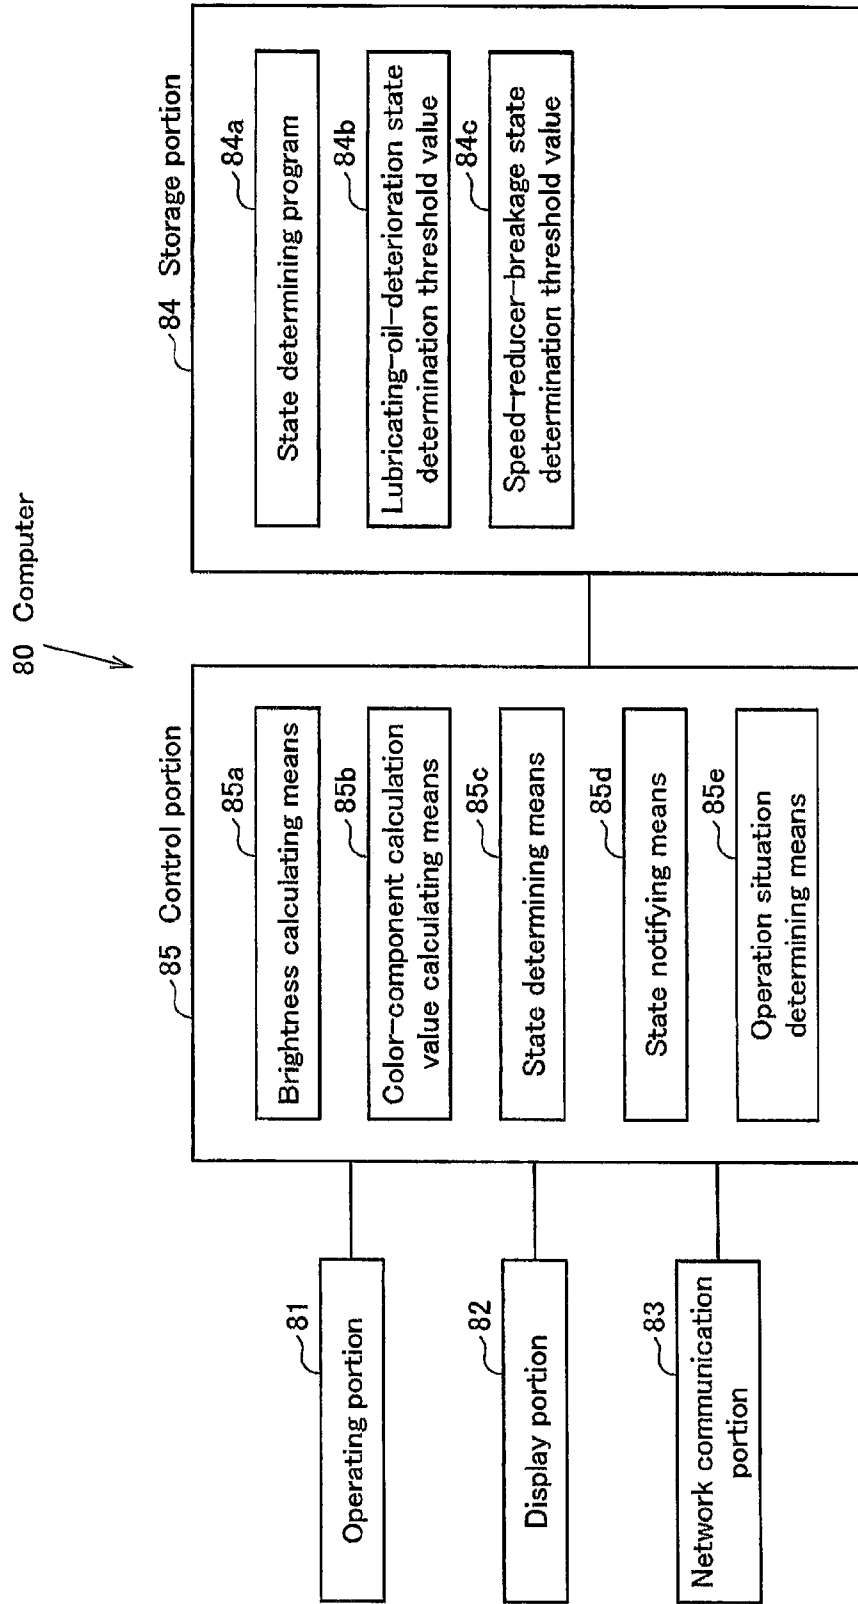 80 Computer
81
Operating portion
82
Display portion
83
Network communication
portion
85 Control portion
85a
Brightness calculating means
85b
Color-component calculation
value calculating means
85c
State determining means
85d
State notifying means
85e
Operation situation
determining means
84 Storage portion
84a
State determining program
84b
Lubricating-oil-deterioration state
determination threshold value
84c
Speed-reducer-breakage state
determination threshold value